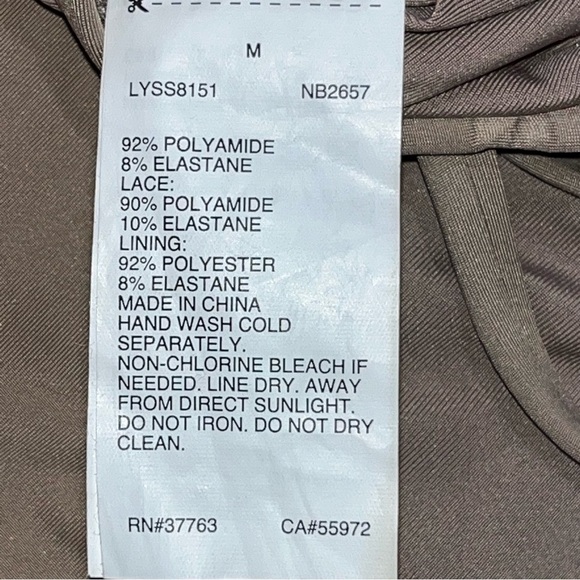 M
LYSS8151 NB2657
92% POLYAMIDE
8% ELASTANE
LACE:
90% POLYAMIDE
10% ELASTANE
LINING:
92% POLYESTER
8% ELASTANE
MADE IN CHINA
HAND WASH COLD
SEPARATELY.
NON-CHLORINE BLEACH IF
NEEDED. LINE DRY. AWAY
FROM DIRECT SUNLIGHT.
DO NOT IRON. DO NOT DRY
CLEAN.
RN#37763 CA#55972